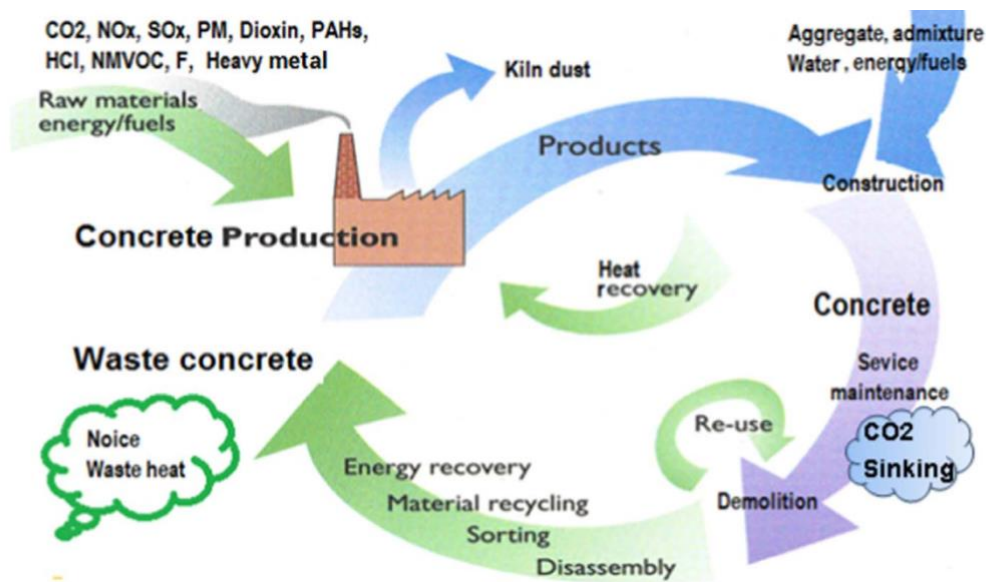 CO2, NOx, SOx, PM, Dioxin, PAHs,
HCl, NMVOC, F, Heavy metal
Raw materials
energy/fuels
Kiln dust
Aggregate, admixture
Water , energy/fuels
Products
Construction
Concrete Production
Heat
recovery
Concrete
Waste concrete
Sevice
maintenance
Noice
Waste heat
Re-use
CO2
Sinking
Energy recovery
Material recycling
Sorting
Disassembly
Demolition